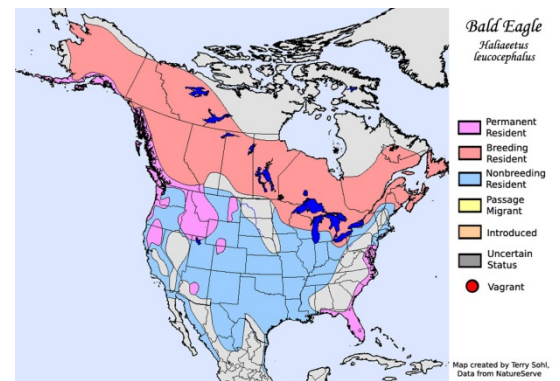 Bald Eagle
Haliaeetus
leucocephalus
Permanent
Resident
Breeding
Resident
Nonbreeding
Resident
Passage
Migrant
Introduced
Uncertain
Status
Vagrant
Map created by Terry Sohl,
Data from NatureServe